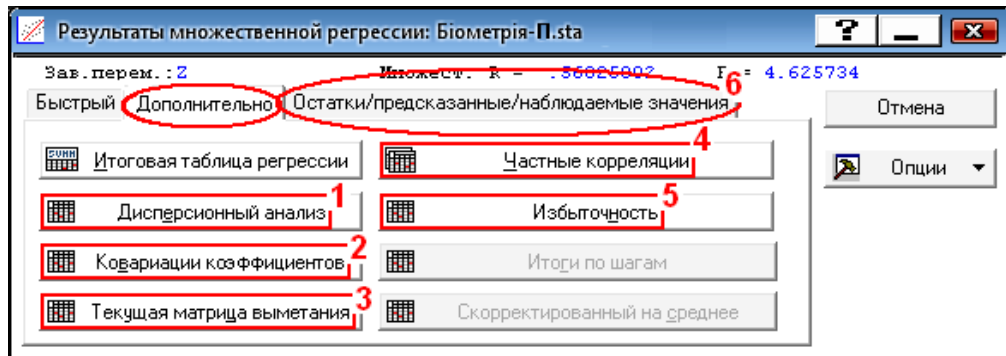 Результаты множественной регрессии: Біометрія-П.sta
Зав.перем.:Z Множест. R = F = 4.625734
6
Быстрый Дополнительно Остатки/предсказанные/наблюдаемые значения Отмена
4
Итоговая таблица регрессии Частные корреляции Опции
1 5
Дисперсионный анализ Избыточность
2
Ковариации коэффициентов Итоги по шагам
3
Текущая матрица выметания Скорректированный на среднее